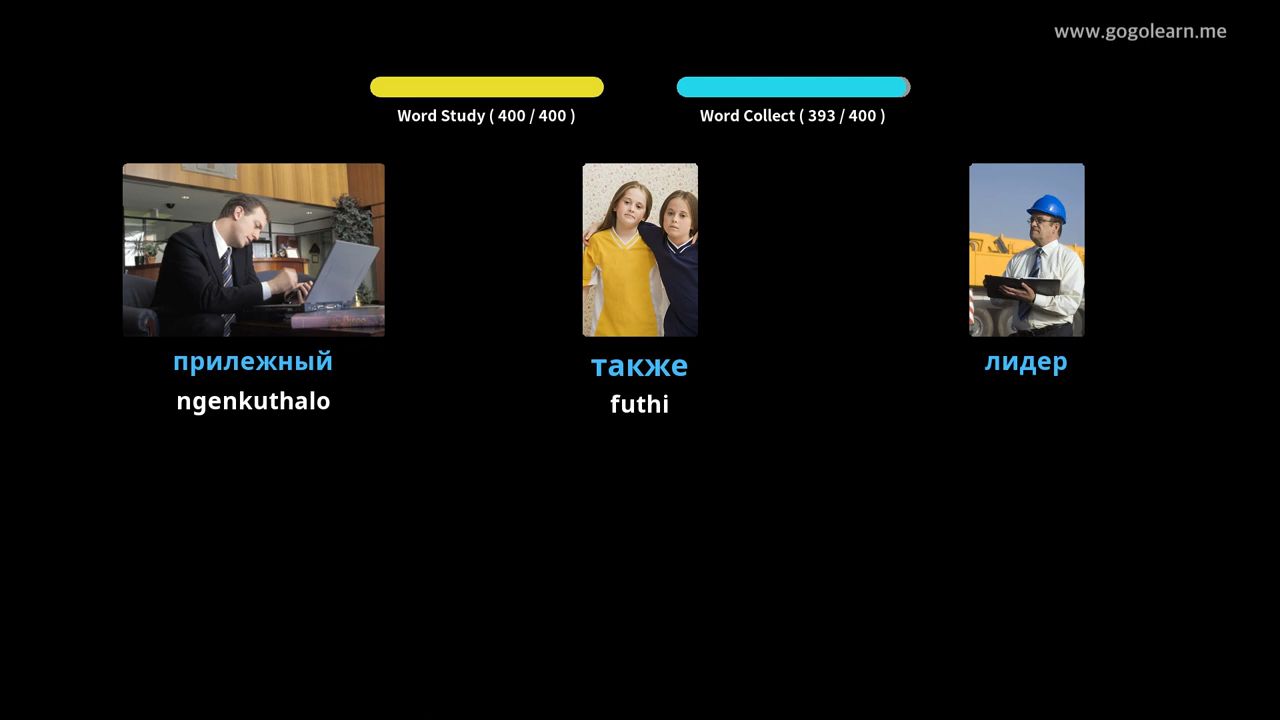 www.gogolearn.me
Word Study ( 400 / 400 )
Word Collect ( 393 / 400 )
прилежный
также
лидер
ngenkuthalo
futhi